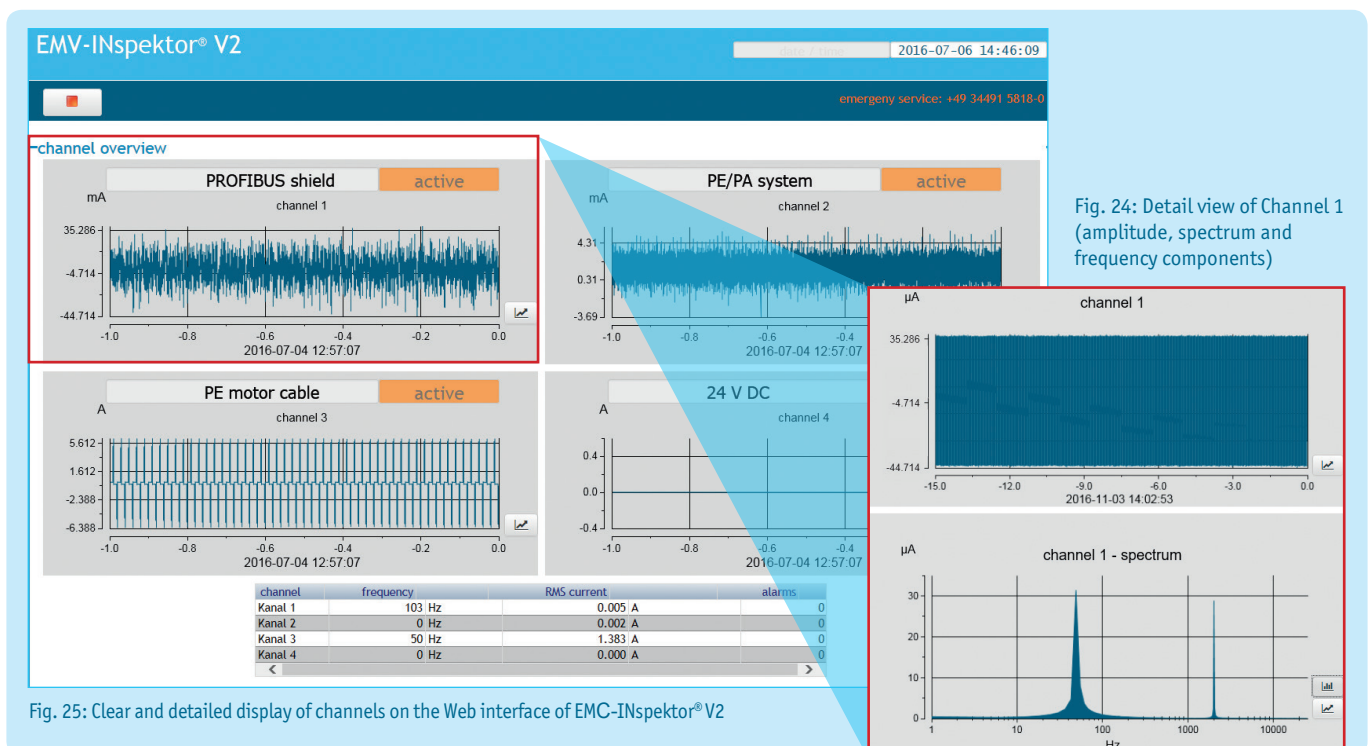 EMV-INspektor® V2
date / time 2016-07-06 14:46:09
emergeny service: +49 34491 5818-0
channel overview
PROFIBUS shield active
mA
channel 1
35.286
-4.714
-44.714
-1.0 -0.8 -0.6 -0.4 -0.2 0.0
2016-07-04 12:57:07
PE/PA system active
mA
channel 2
4.31
0.31
-3.69
-1.0 -0.8 -0.6 -0.4
2016-07-04 12:57:07
PE motor cable active
A
channel 3
5.612
1.612
-2.388
-6.388
-1.0 -0.8 -0.6 -0.4 -0.2 0.0
2016-07-04 12:57:07
24 V DC
A
channel 4
0.4
0.0
-0.4
-1.0 -0.8 -0.6 -0.4
2016-07-04 12:57:07
channel frequency RMS current alarms
Kanal 1 103 Hz 0.005 A 0
Kanal 2 0 Hz 0.002 A 0
Kanal 3 50 Hz 1.383 A 0
Kanal 4 0 Hz 0.000 A 0
Fig. 24: Detail view of Channel 1
(amplitude, spectrum and
frequency components)
µA
channel 1
35.286
-4.714
-44.714
-15.0 -12.0 -9.0 -6.0 -3.0 0.0
2016-11-03 14:02:53
µA
channel 1 - spectrum
30
20
10
0
1 10 100 1000 10000
Hz
Fig. 25: Clear and detailed display of channels on the Web interface of EMC-INspektor® V2